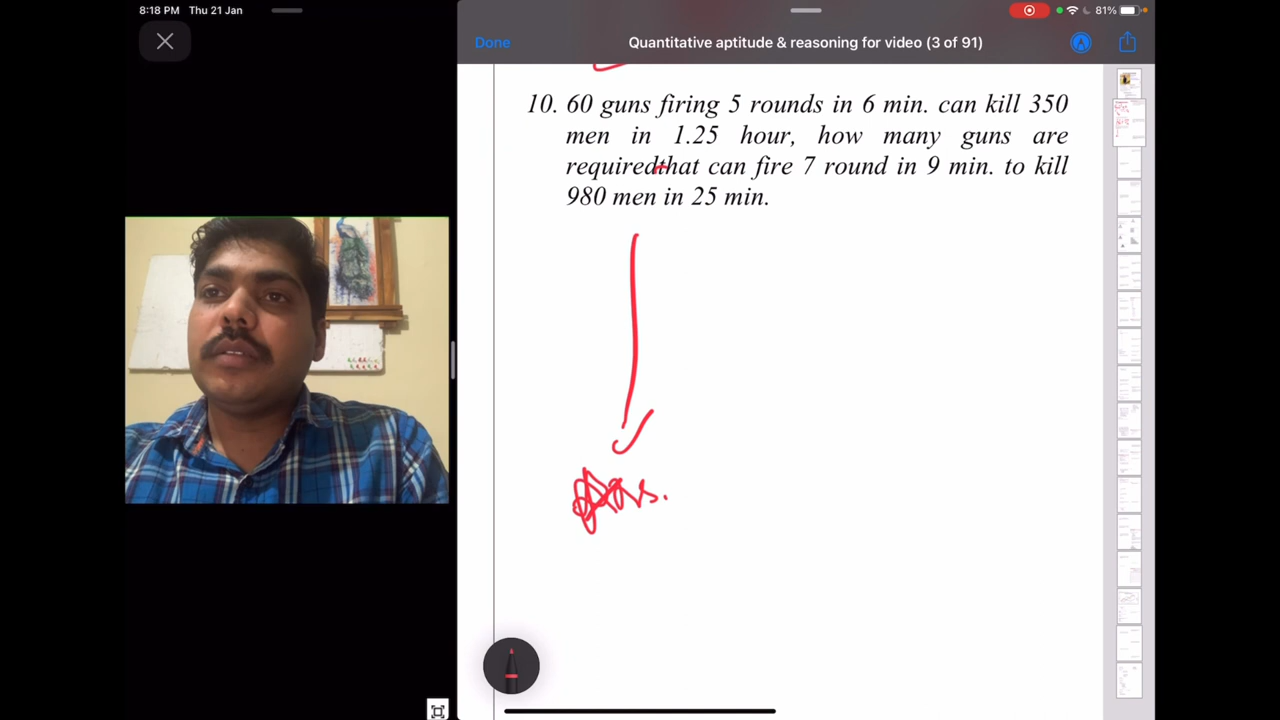 8:18 PM Thu 21 Jan
81%
Done
Quantitative aptitude & reasoning for video (3 of 91)
10. 60 guns firing 5 rounds in 6 min. can kill 350
men in 1.25 hour, how many guns are
requiredthat can fire 7 round in 9 min. to kill
980 men in 25 min.